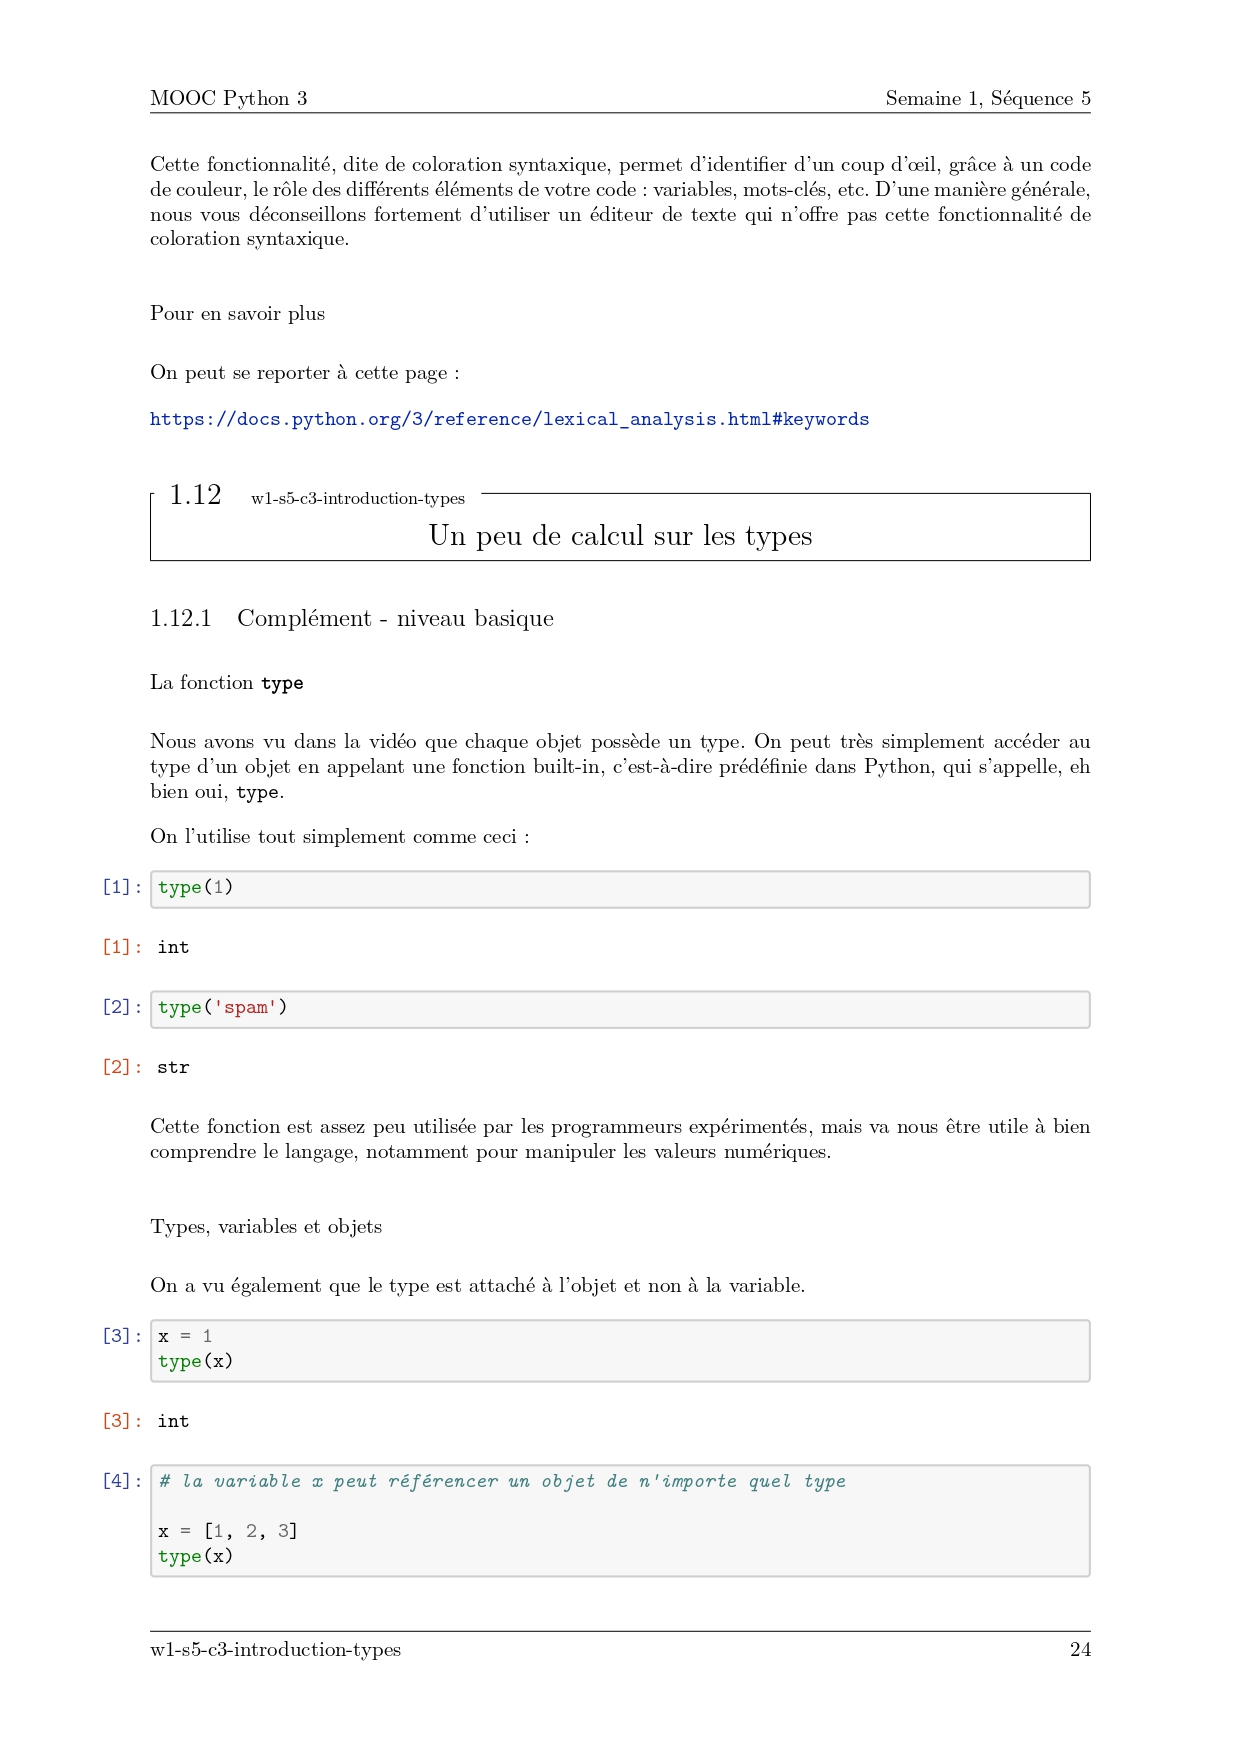 MOOC Python 3 Semaine 1, Séquence 5
Cette fonctionnalité, dite de coloration syntaxique, permet d'identifier d'un coup d'œil, grâce à un code
de couleur, le rôle des différents éléments de votre code : variables, mots-clés, etc. D'une manière générale,
nous vous déconseillons fortement d'utiliser un éditeur de texte qui n'offre pas cette fonctionnalité de
coloration syntaxique.
Pour en savoir plus
On peut se reporter à cette page :
https://docs.python.org/3/reference/lexical_analysis.html#keywords
1.12 w1-s5-c3-introduction-types
Un peu de calcul sur les types
1.12.1 Complément - niveau basique
La fonction type
Nous avons vu dans la vidéo que chaque objet possède un type. On peut très simplement accéder au
type d'un objet en appelant une fonction built-in, c'est-à-dire prédéfinie dans Python, qui s'appelle, eh
bien oui, type.
On l'utilise tout simplement comme ceci :
[1]: type(1)
[1]: int
[2]: type('spam')
[2]: str
Cette fonction est assez peu utilisée par les programmeurs expérimentés, mais va nous être utile à bien
comprendre le langage, notamment pour manipuler les valeurs numériques.
Types, variables et objets
On a vu également que le type est attaché à l'objet et non à la variable.
[3]: x = 1
type(x)
[3]: int
[4]: # la variable x peut référencer un objet de n'importe quel type
x = [1, 2, 3]
type(x)
w1-s5-c3-introduction-types 24